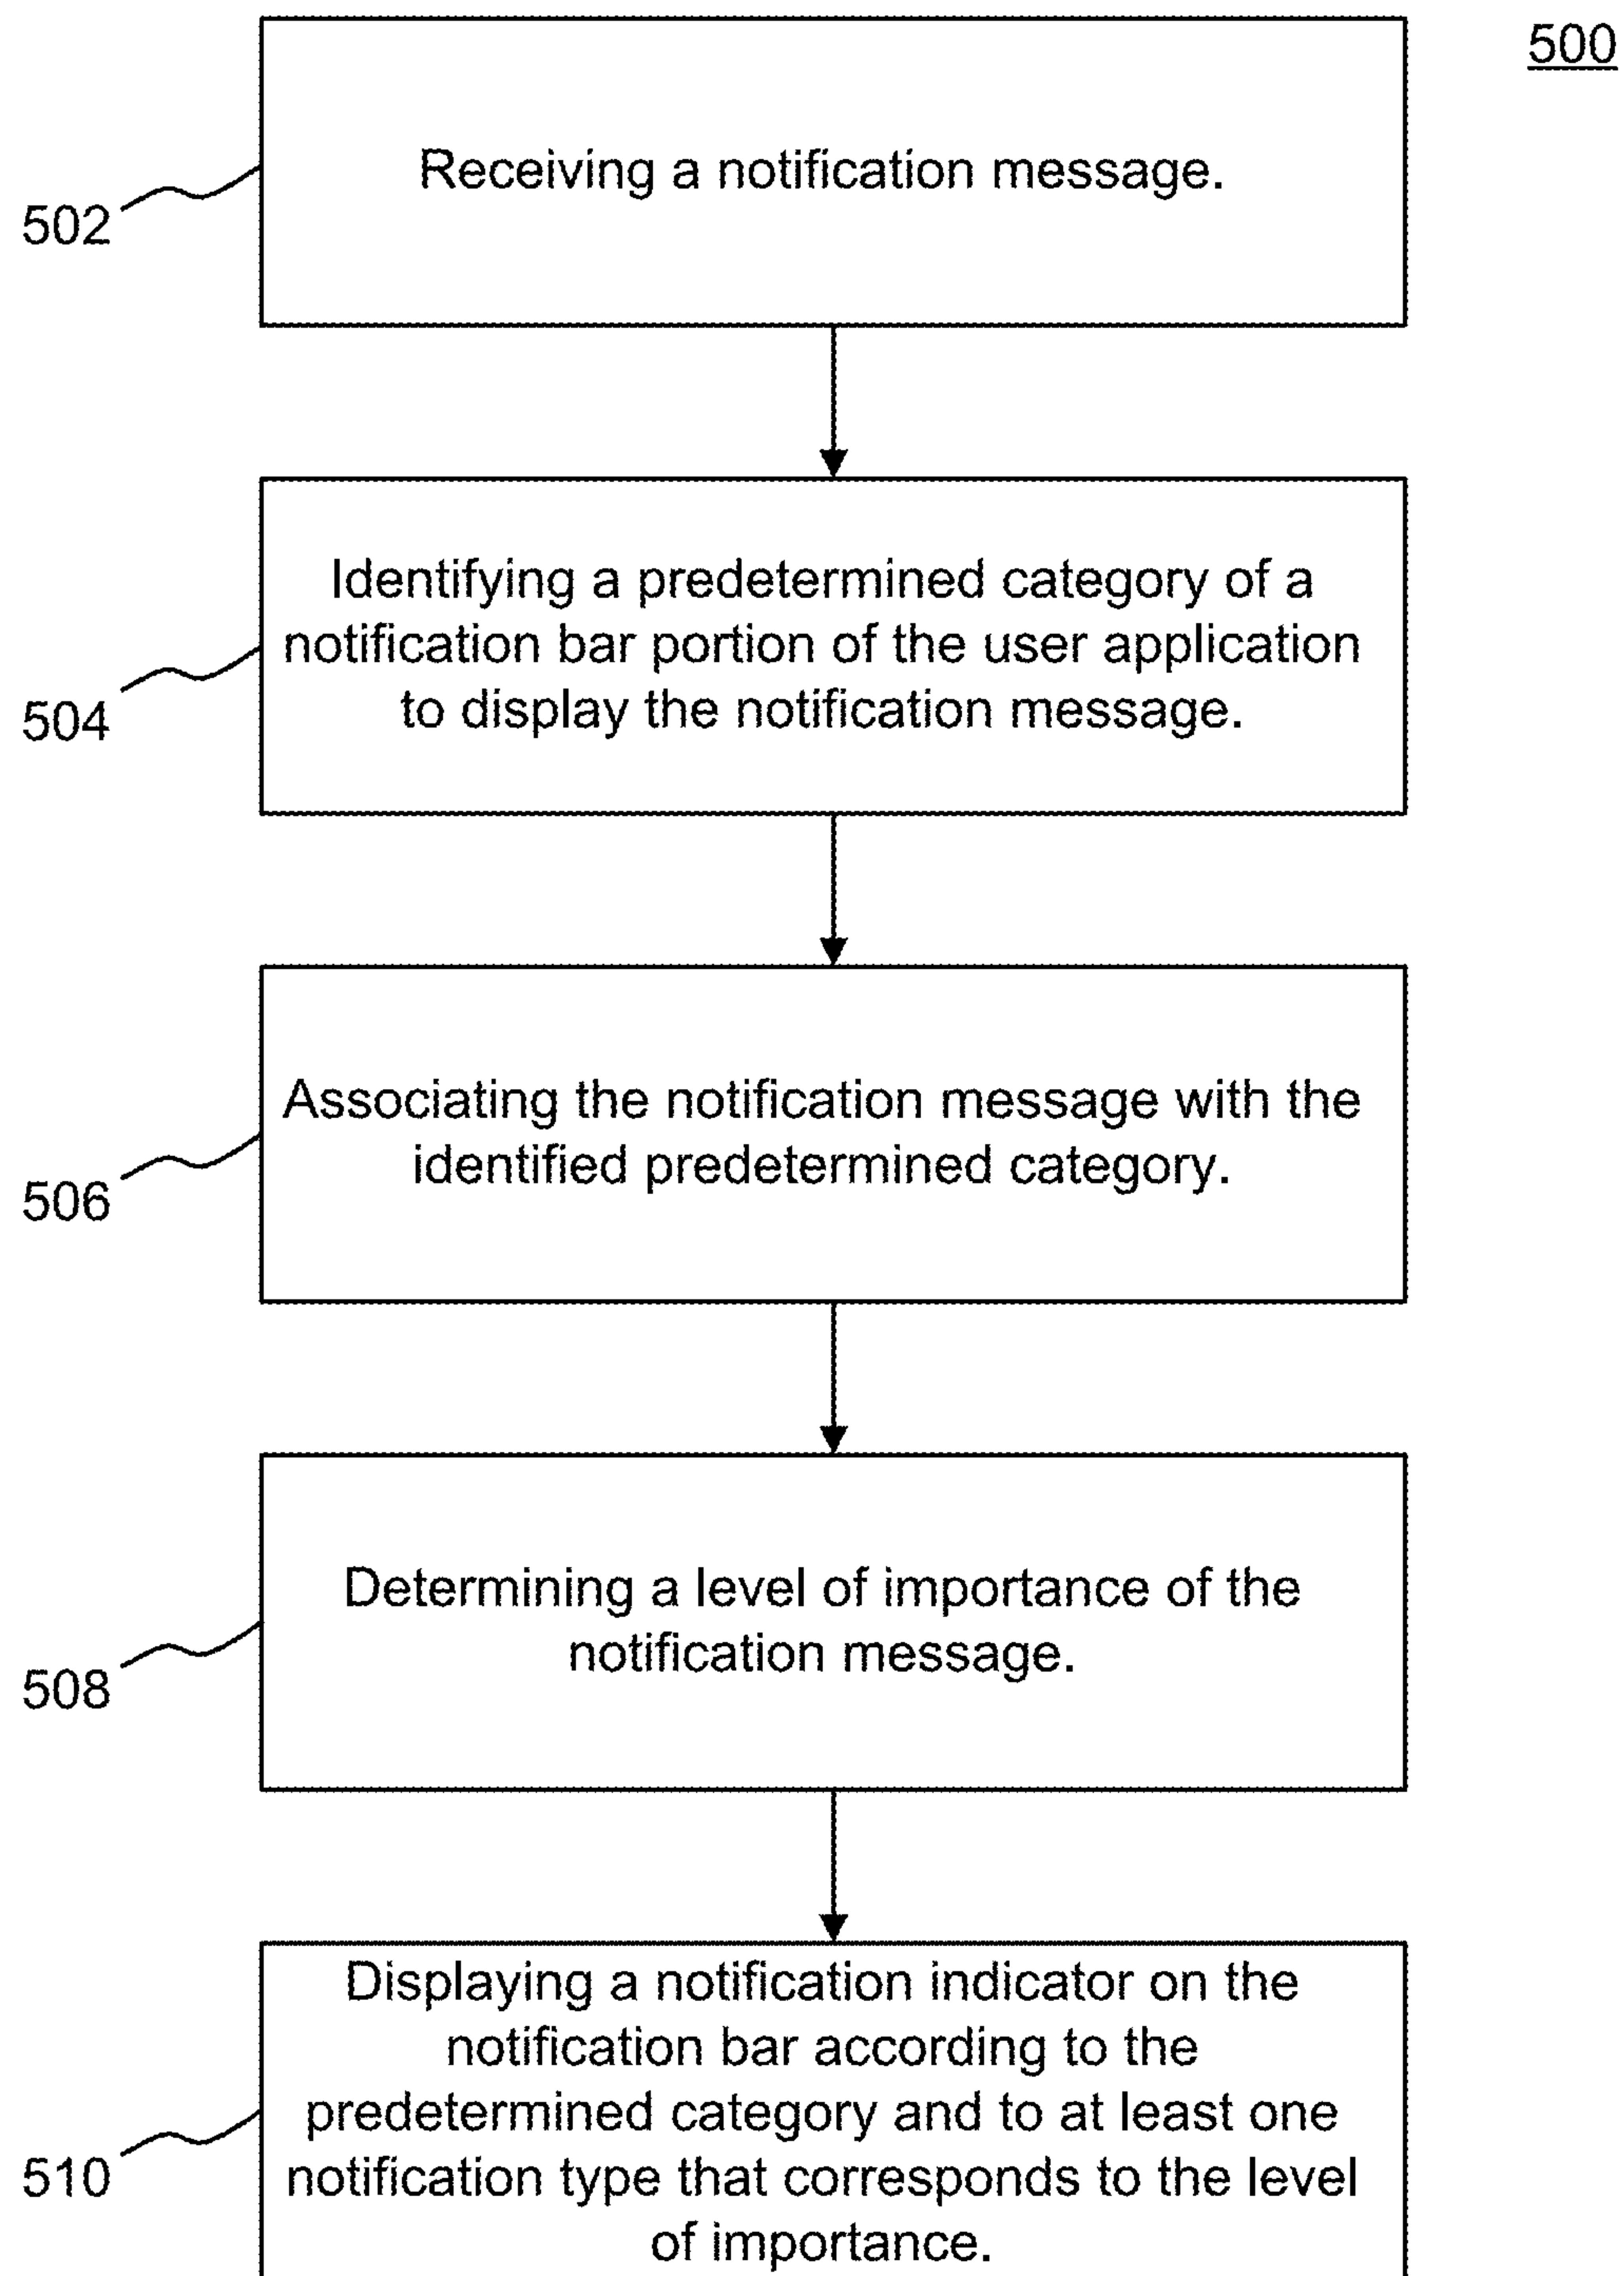 500
Receiving a notification message.
502
Identifying a predetermined category of a
notification bar portion of the user application
to display the notification message.
504
Associating the notification message with the
identified predetermined category.
506
Determining a level of importance of the
notification message.
508
Displaying a notification indicator on the
notification bar according to the
predetermined category and to at least one
notification type that corresponds to the level
of importance.
510